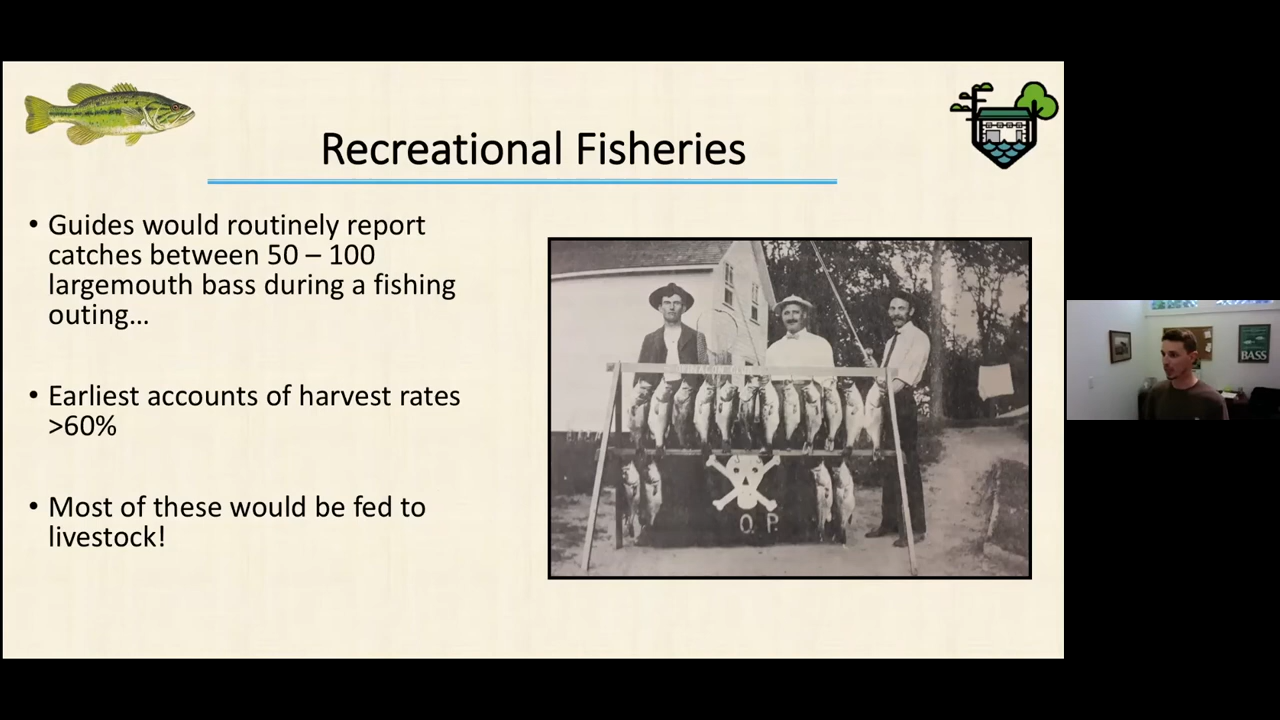 Recreational Fisheries
• Guides would routinely report
catches between 50 – 100
largemouth bass during a fishing
outing…
• Earliest accounts of harvest rates
>60%
• Most of these would be fed to
livestock!
O. P.
BASS